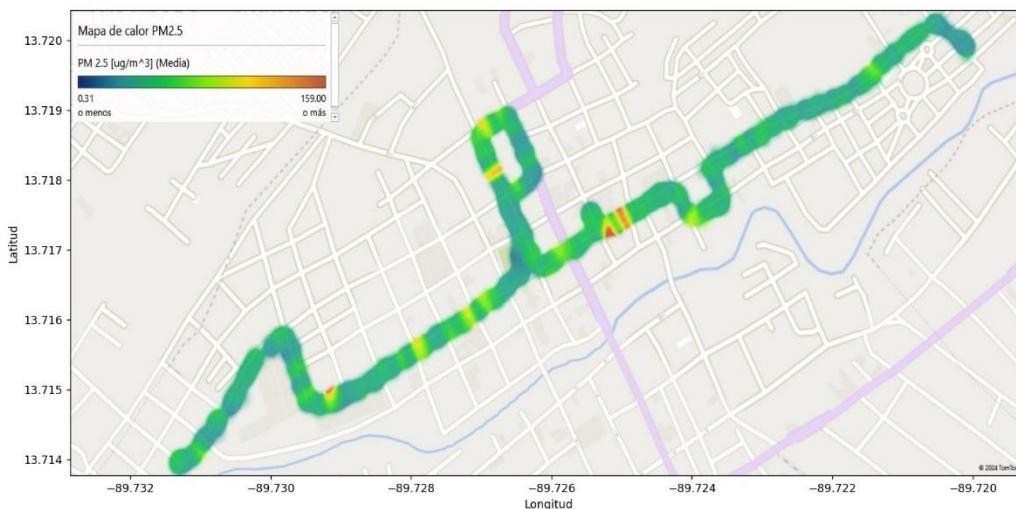 Mapa de calor PM2.5
PM 2.5 [ug/m^3] (Media)
0.31 159.00
o menos o más
13.720
13.719
13.718
13.717
13.716
13.715
13.714
Latitud
−89.732 −89.730 −89.728 −89.726 −89.724 −89.722 −89.720
Longitud